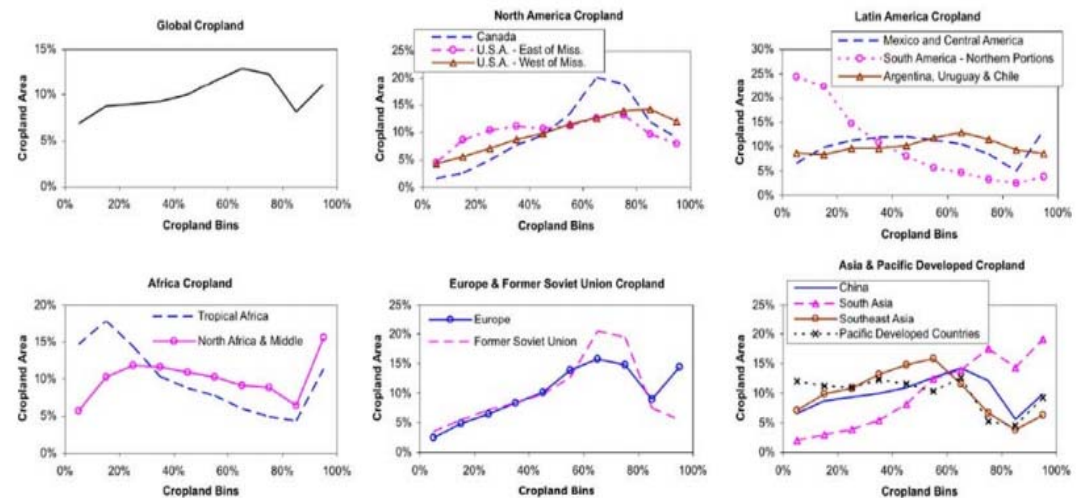 Global Cropland
15%
10%
5%
0%
Cropland Area
0% 20% 40% 60% 80% 100%
Cropland Bins
North America Cropland
Canada
U.S.A. - East of Miss.
U.S.A. - West of Miss.
25%
20%
15%
10%
5%
0%
Cropland Area
0% 20% 40% 60% 80% 100%
Cropland Bins
Latin America Cropland
Mexico and Central America
South America - Northern Portions
Argentina, Uruguay & Chile
30%
25%
20%
15%
10%
5%
0%
Cropland Area
0% 20% 40% 60% 80% 100%
Cropland Bins
Africa Cropland
Tropical Africa
North Africa & Middle
20%
15%
10%
5%
0%
Cropland Area
0% 20% 40% 60% 80% 100%
Cropland Bins
Europe & Former Soviet Union Cropland
Europe
Former Soviet Union
25%
20%
15%
10%
5%
0%
Cropland Area
0% 20% 40% 60% 80% 100%
Cropland Bins
Asia & Pacific Developed Cropland
China
South Asia
Southeast Asia
Pacific Developed Countries
25%
20%
15%
10%
5%
0%
Cropland Area
0% 20% 40% 60% 80% 100%
Cropland Bins